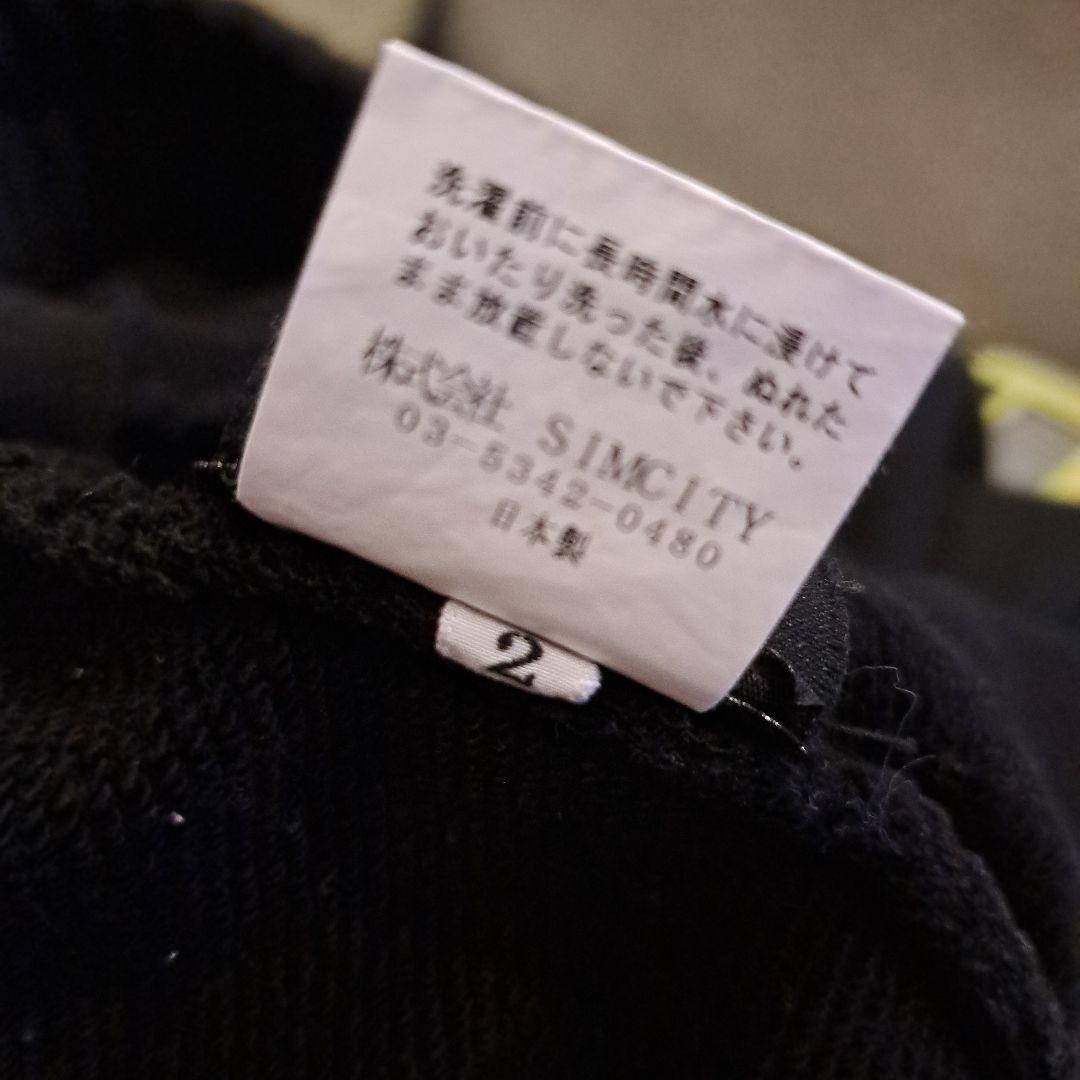 洗濯前に長時間水に浸けて
おいたり洗った後、ぬれた
まま放置しないで下さい。
株式会社 SIMCITY
03-5342-0480
日本製
2